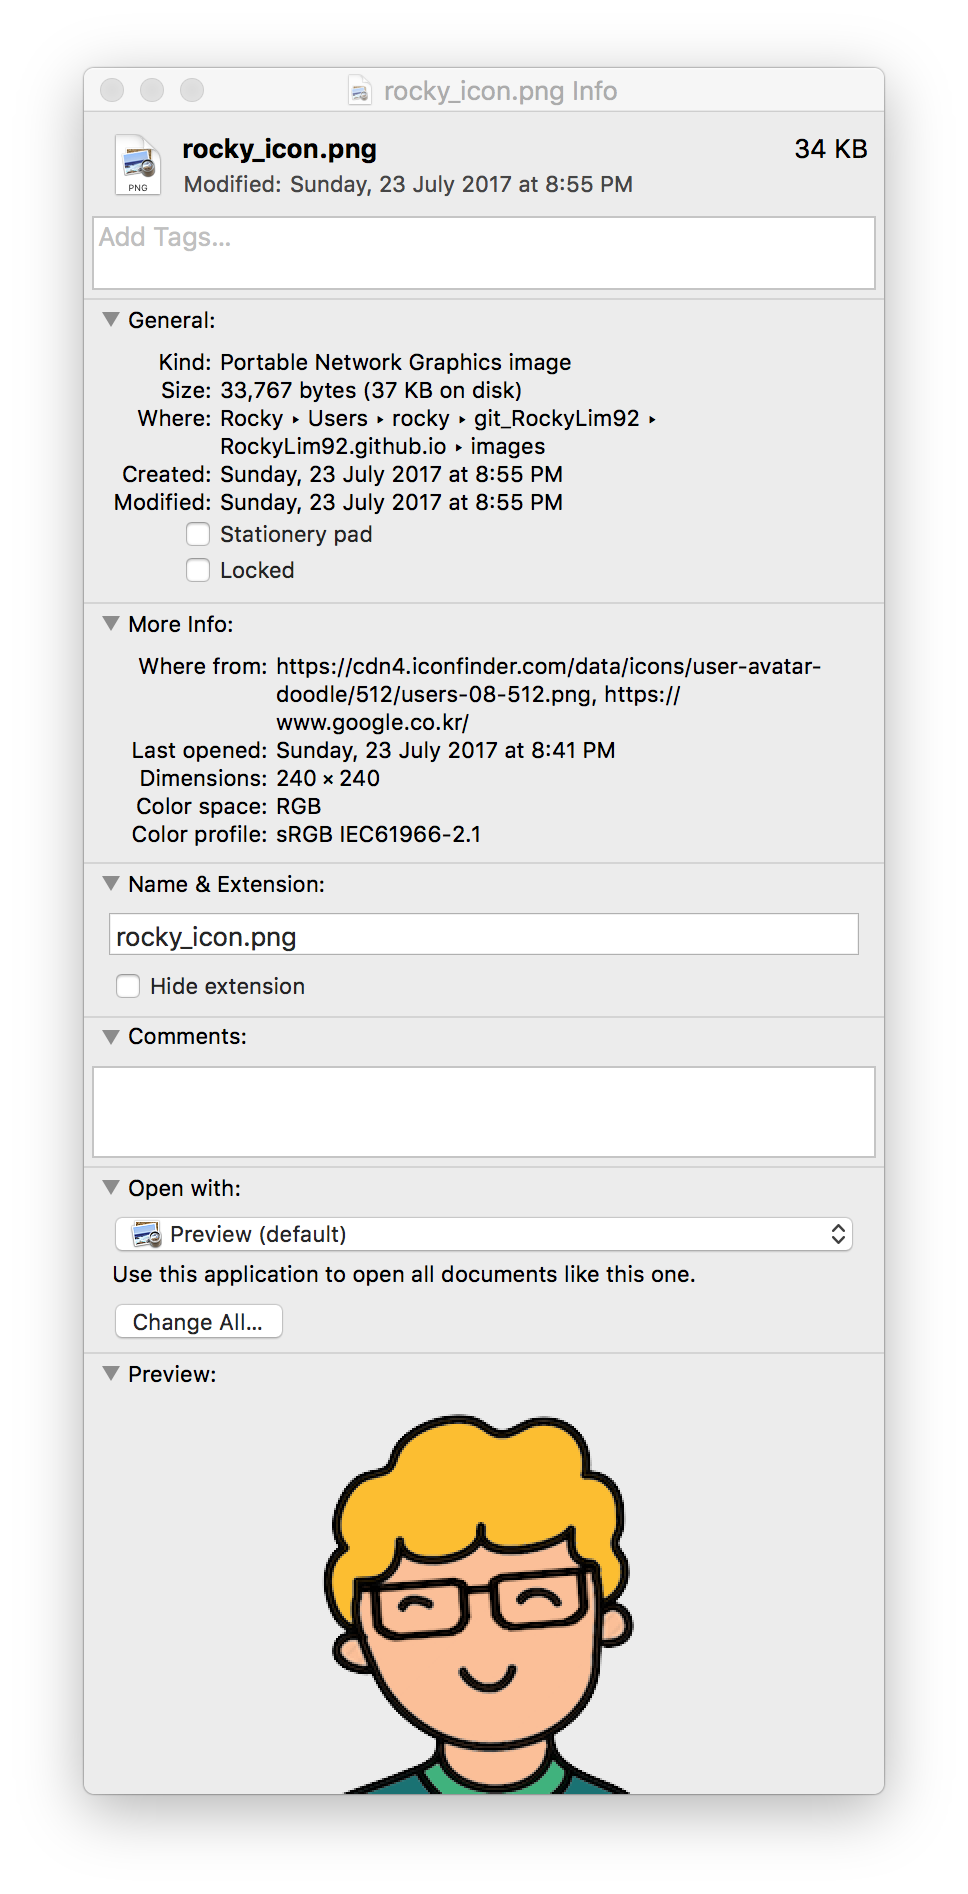 rocky_icon.png Info
rocky_icon.png 34 KB
Modified: Sunday, 23 July 2017 at 8:55 PM
PNG
Add Tags...
General:
Kind: Portable Network Graphics image
Size: 33,767 bytes (37 KB on disk)
Where: Rocky ‣ Users ‣ rocky ‣ git_RockyLim92 ‣
RockyLim92.github.io ‣ images
Created: Sunday, 23 July 2017 at 8:55 PM
Modified: Sunday, 23 July 2017 at 8:55 PM
Stationery pad
Locked
More Info:
Where from: https://cdn4.iconfinder.com/data/icons/user-avatar-
doodle/512/users-08-512.png, https://
www.google.co.kr/
Last opened: Sunday, 23 July 2017 at 8:41 PM
Dimensions: 240 × 240
Color space: RGB
Color profile: sRGB IEC61966-2.1
Name & Extension:
rocky_icon.png
Hide extension
Comments:
Open with:
Preview (default)
Use this application to open all documents like this one.
Change All...
Preview: